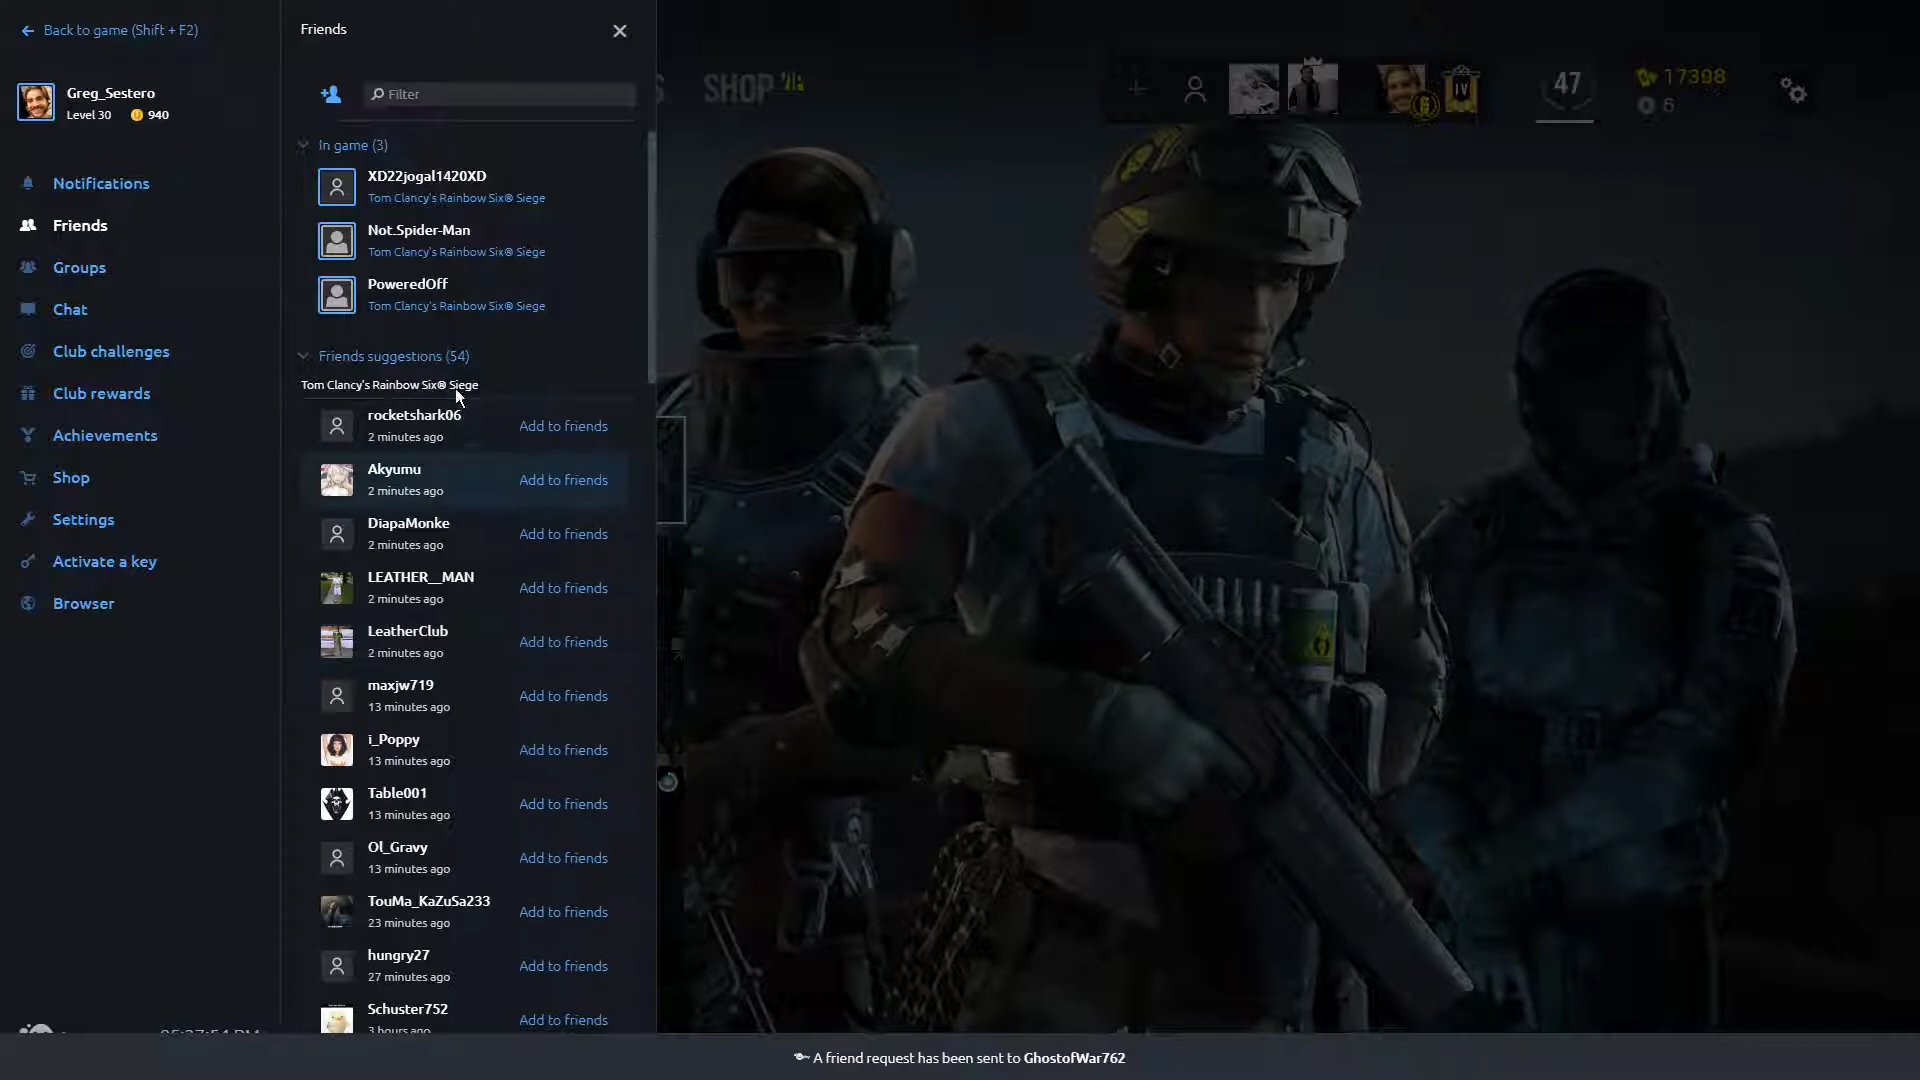 Back to game (Shift + F2)
Greg_Sestero
Level 30
940
Notifications
Friends
Groups
Chat
Club challenges
Club rewards
Achievements
Shop
Settings
Activate a key
Browser
Friends
Filter
In game (3)
XD22jogal1420XD
Tom Clancy's Rainbow Six® Siege
Not.Spider-Man
Tom Clancy's Rainbow Six® Siege
PoweredOff
Tom Clancy's Rainbow Six® Siege
Friends suggestions (54)
Tom Clancy's Rainbow Six® Siege
rocketshark06
2 minutes ago
Add to friends
Akyumu
2 minutes ago
Add to friends
DiapaMonke
2 minutes ago
Add to friends
LEATHER__MAN
2 minutes ago
Add to friends
LeatherClub
2 minutes ago
Add to friends
maxjw719
13 minutes ago
Add to friends
i_Poppy
13 minutes ago
Add to friends
Table001
13 minutes ago
Add to friends
Ol_Gravy
13 minutes ago
Add to friends
TouMa_KaZuSa233
23 minutes ago
Add to friends
hungry27
27 minutes ago
Add to friends
Schuster752
3 hours ago
Add to friends
S SHOP
IV
47
17398
6
A friend request has been sent to GhostofWar762